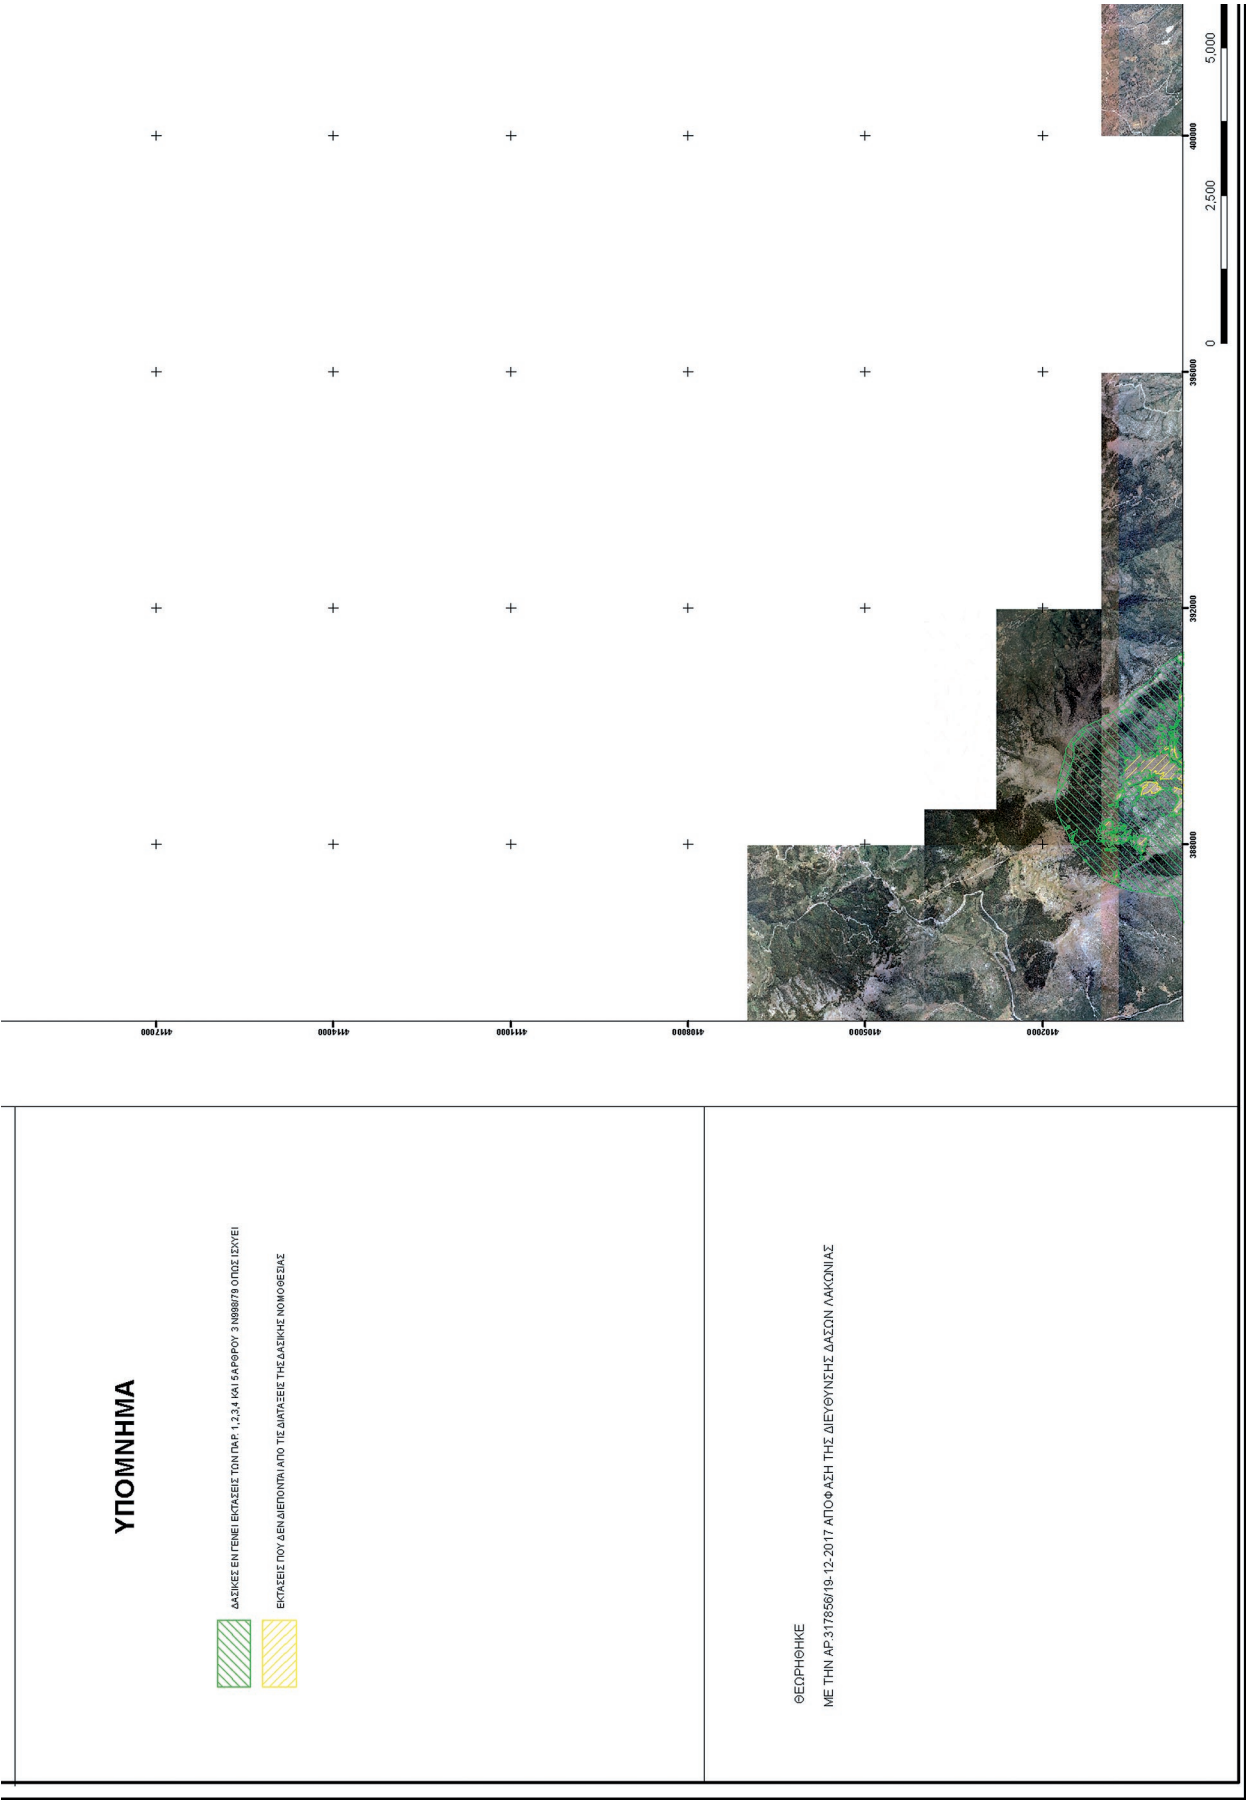 ΥΠΟΜΝΗΜΑ
ΔΑΣΙΚΕΣ ΕΝ ΓΕΝΕΙ ΕΚΤΑΣΕΙΣ ΤΩΝ ΠΑΡ. 1,2,3,4 ΚΑΙ 5 ΑΡΘΡΟΥ 3 Ν998/79 ΟΠΩΣ ΙΣΧΥΕΙ
ΕΚΤΑΣΕΙΣ ΠΟΥ ΔΕΝ ΔΙΕΠΟΝΤΑΙ ΑΠΟ ΤΙΣ ΔΙΑΤΑΞΕΙΣ ΤΗΣ ΔΑΣΙΚΗΣ ΝΟΜΟΘΕΣΙΑΣ
ΘΕΩΡΗΘΗΚΕ
ΜΕ ΤΗΝ ΑΡ.317856/19-12-2017 ΑΠΟΦΑΣΗ ΤΗΣ ΔΙΕΥΘΥΝΣΗΣ ΔΑΣΩΝ ΛΑΚΩΝΙΑΣ
4117000
4114000
4111000
4108000
4105000
4102000
388000
392000
396000
400000
0
2,500
5,000